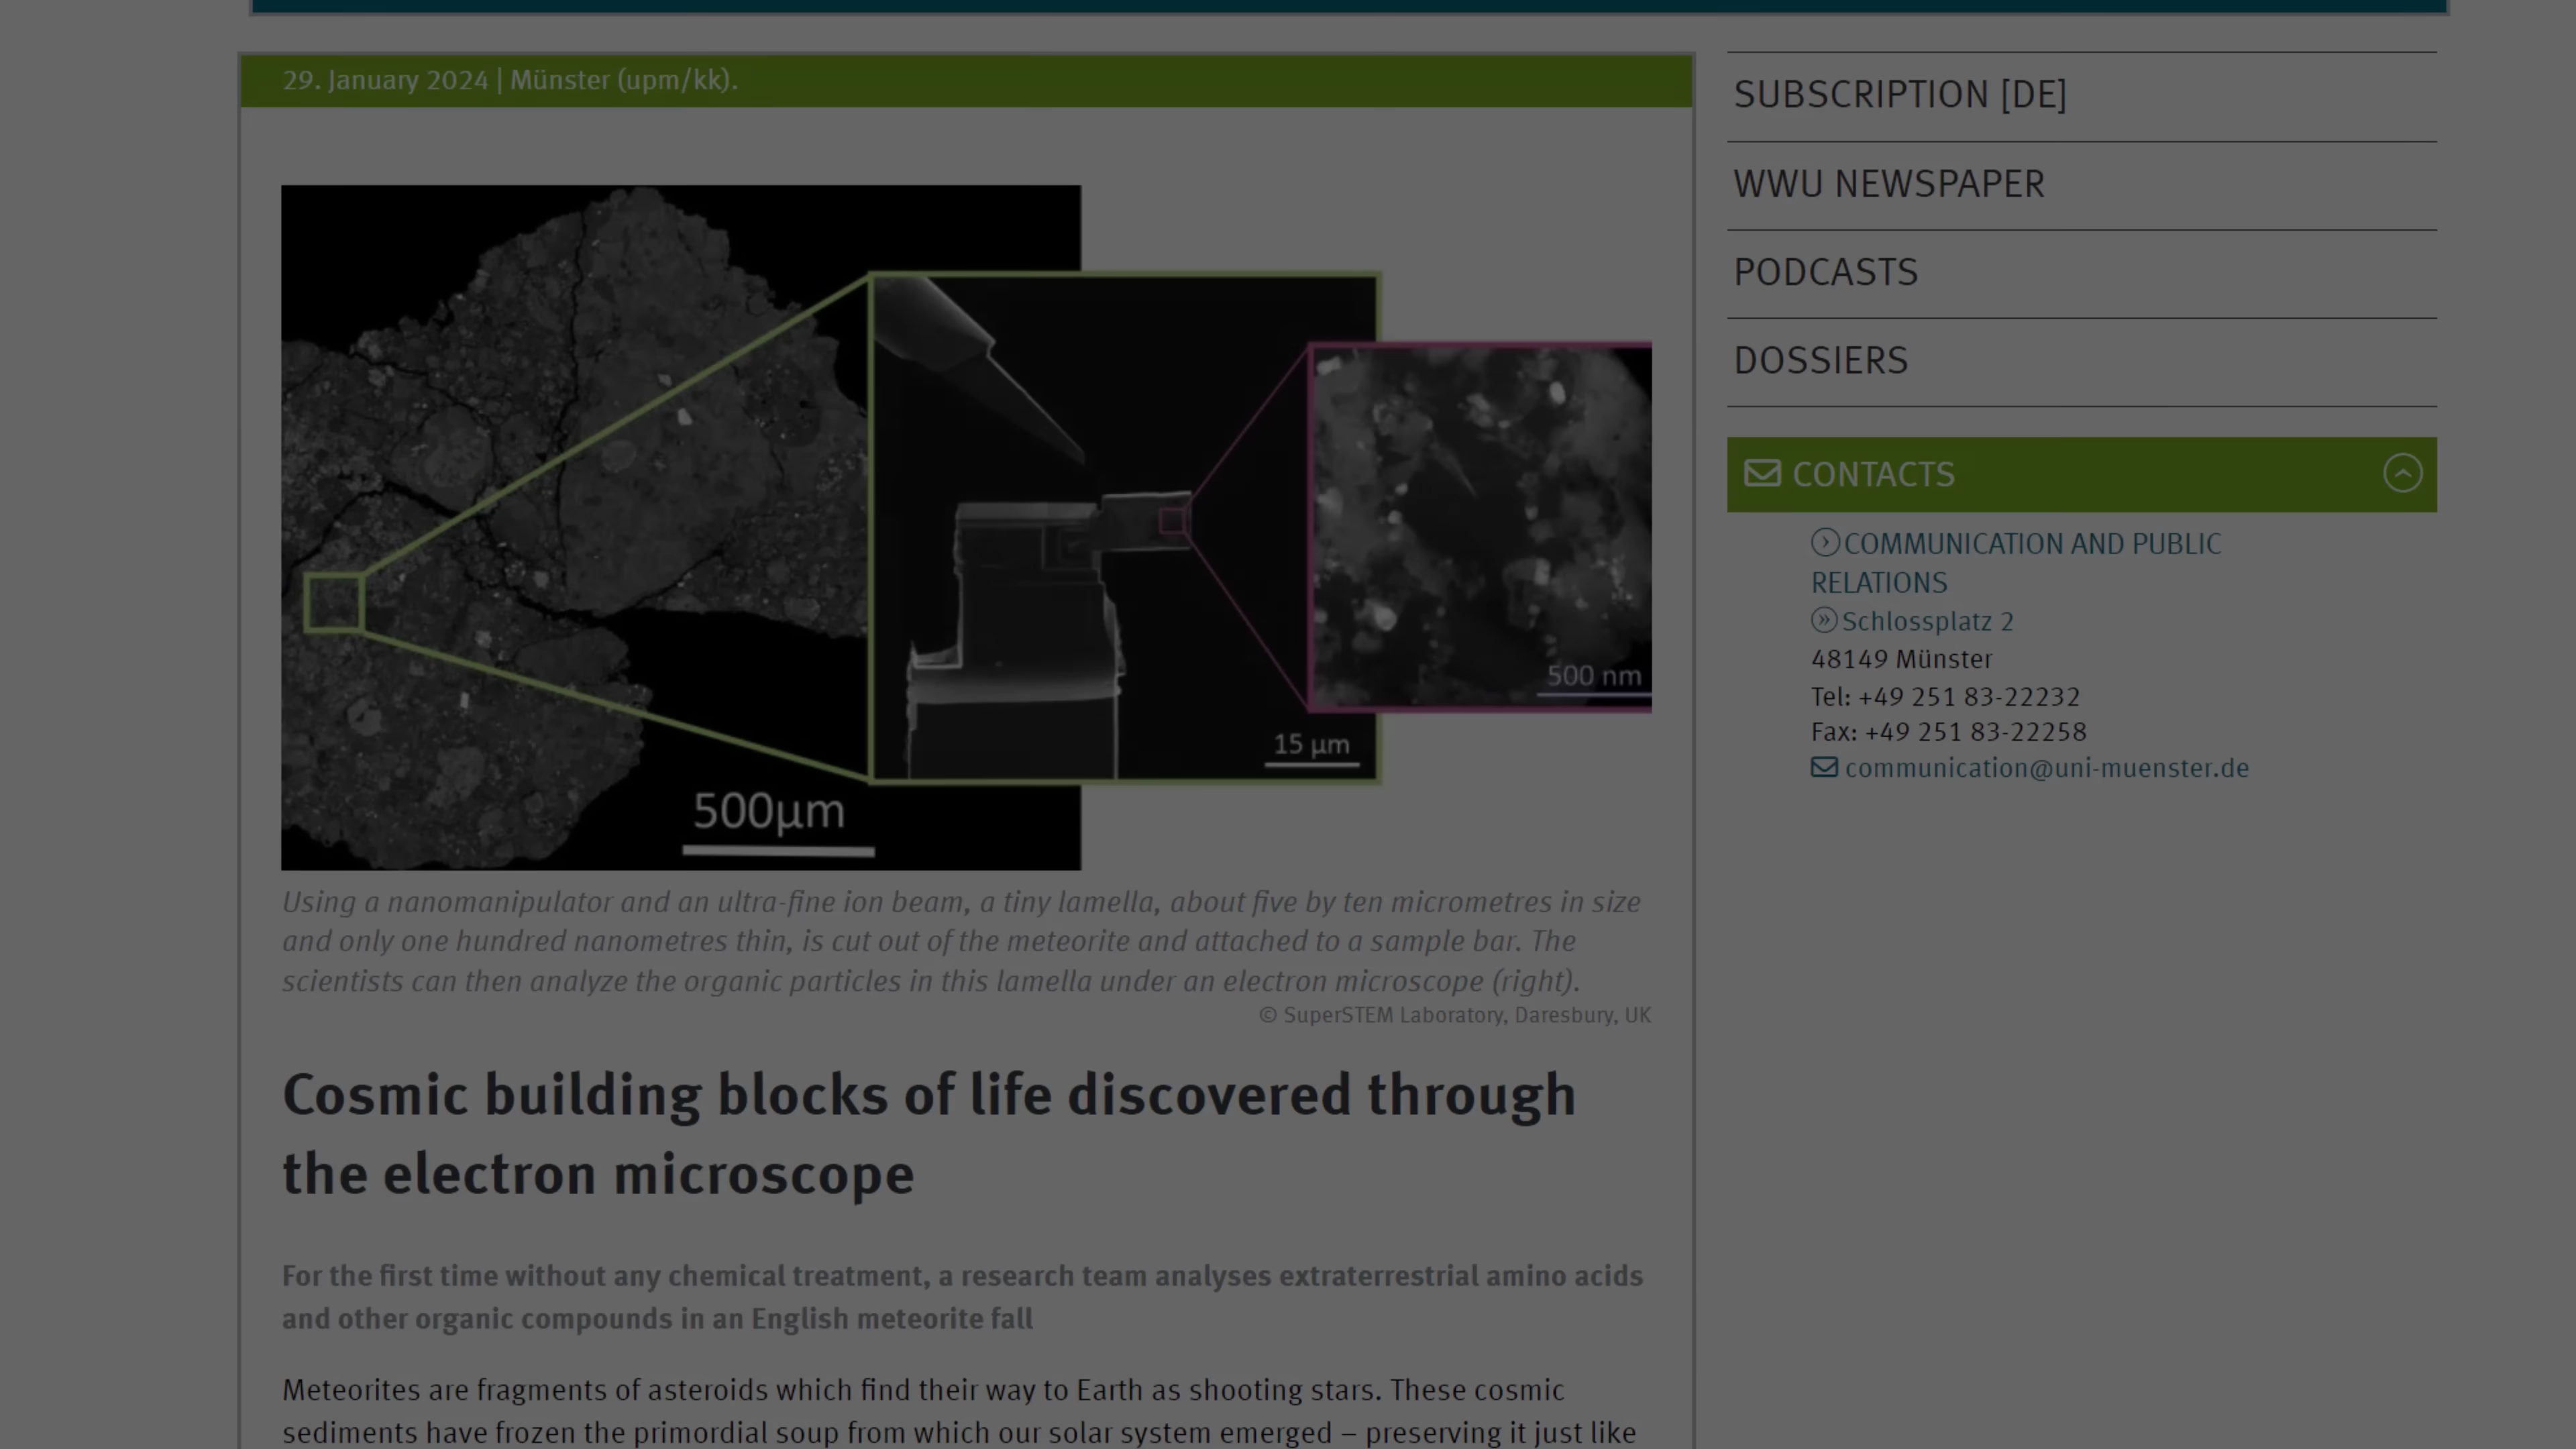 29. January 2024 | Münster (upm/kk).
500µm
15 µm
500 nm
Using a nanomanipulator and an ultra-fine ion beam, a tiny lamella, about five by ten micrometres in size
and only one hundred nanometres thin, is cut out of the meteorite and attached to a sample bar. The
scientists can then analyze the organic particles in this lamella under an electron microscope (right).
© SuperSTEM Laboratory, Daresbury, UK
Cosmic building blocks of life discovered through
the electron microscope
For the first time without any chemical treatment, a research team analyses extraterrestrial amino acids
and other organic compounds in an English meteorite fall
Meteorites are fragments of asteroids which find their way to Earth as shooting stars. These cosmic
sediments have frozen the primordial soup from which our solar system emerged – preserving it just like
SUBSCRIPTION [DE]
WWU NEWSPAPER
PODCASTS
DOSSIERS
CONTACTS
COMMUNICATION AND PUBLIC
RELATIONS
Schlossplatz 2
48149 Münster
Tel: +49 251 83-22232
Fax: +49 251 83-22258
communication@uni-muenster.de